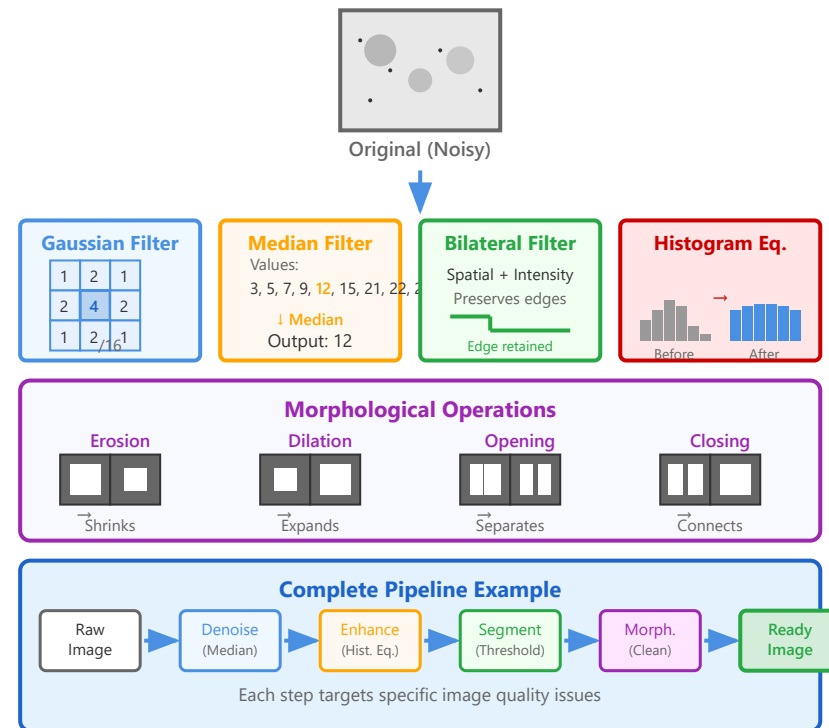 Original (Noisy)
Gaussian Filter
1 2 1
2 4 2
1 2 1
/16
Median Filter
Values:
3, 5, 7, 9, 12, 15, 21, 22, 2
↓ Median
Output: 12
Bilateral Filter
Spatial + Intensity
Preserves edges
Edge retained
Histogram Eq.
→
Before After
Morphological Operations
Erosion Dilation Opening Closing
→ → → →
Shrinks Expands Separates Connects
Complete Pipeline Example
Raw
Image
Denoise
(Median)
Enhance
(Hist. Eq.)
Segment
(Threshold)
Morph.
(Clean)
Ready
Image
Each step targets specific image quality issues